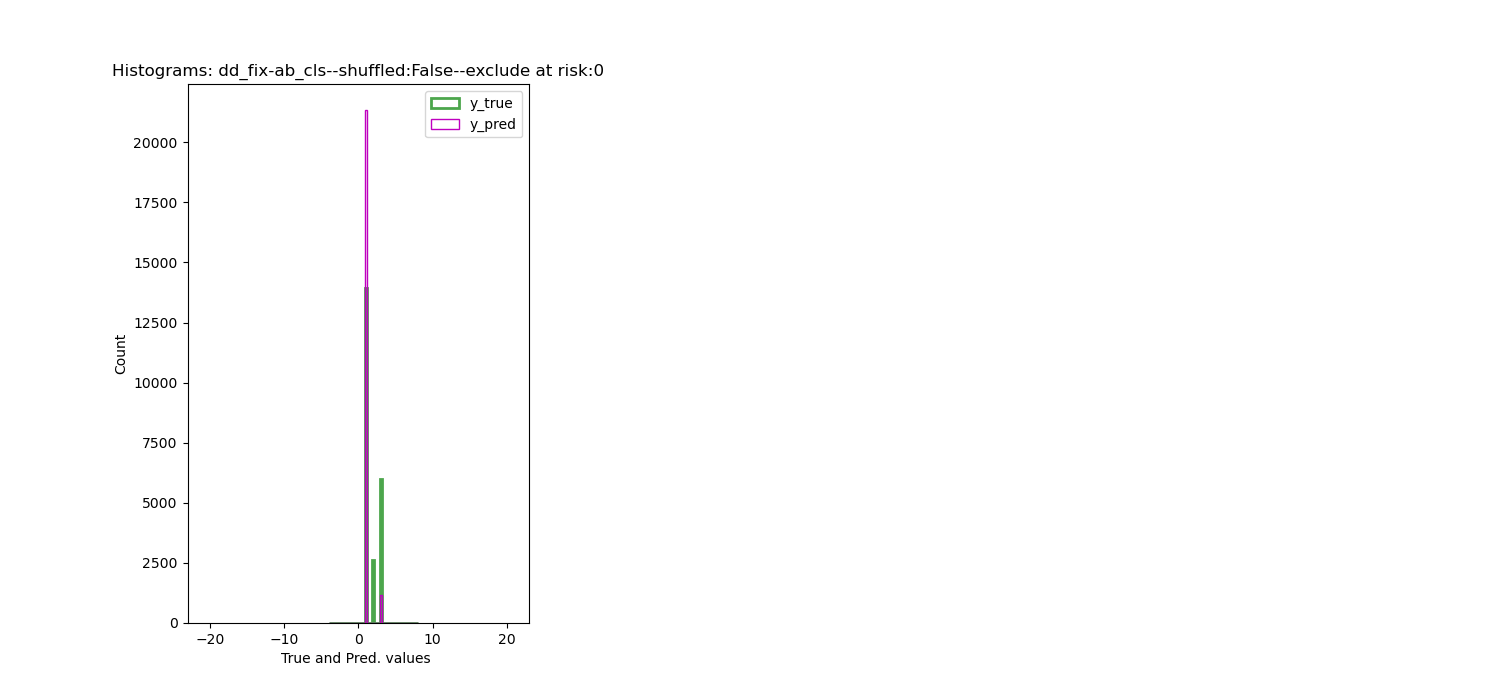 Histograms: dd_fix-ab_cls--shuffled:False--exclude at risk:0
y_true
y_pred
20000
17500
15000
12500
10000
7500
5000
2500
0
Count
−20 −10 0 10 20
True and Pred. values